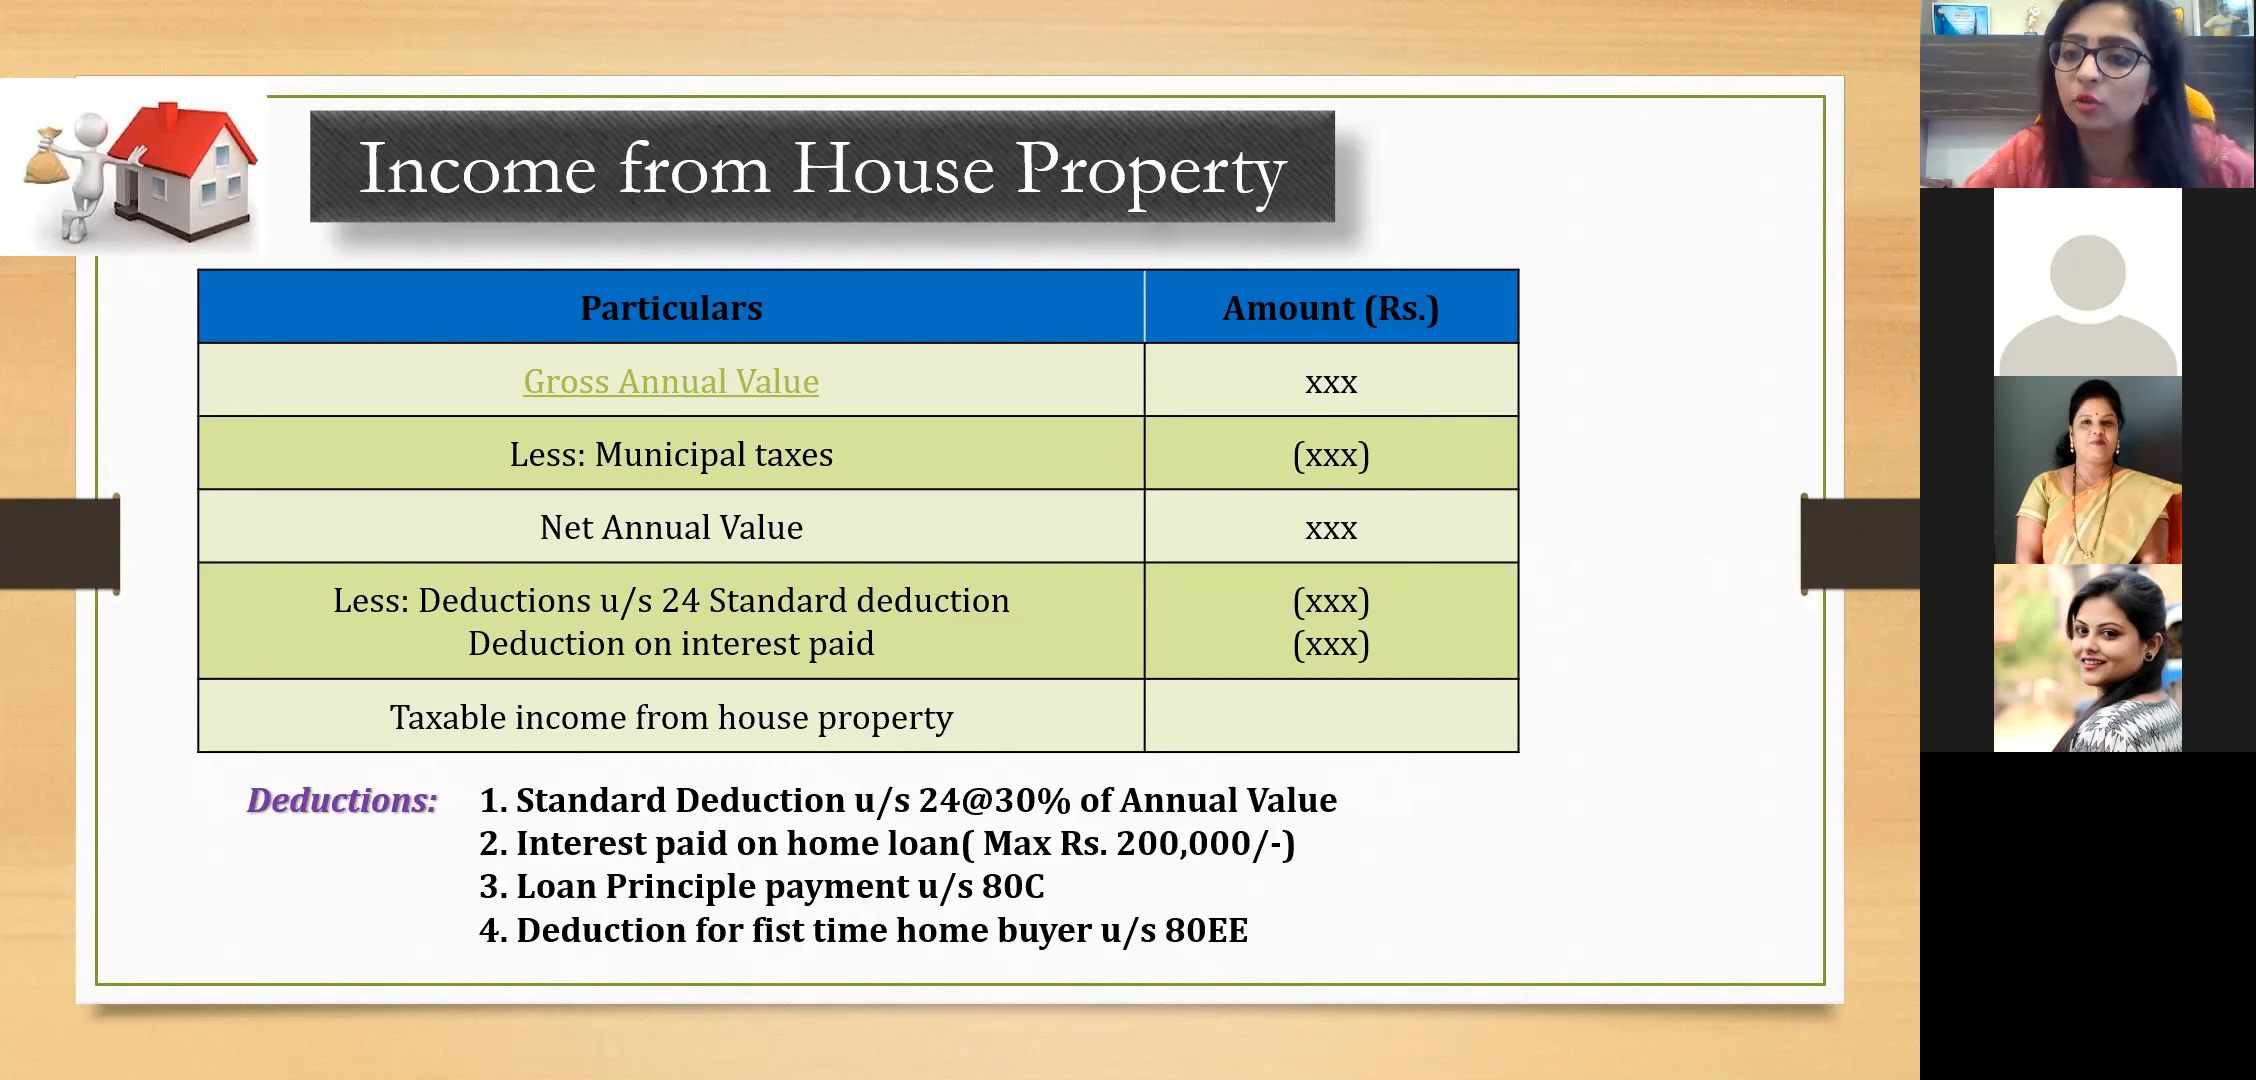 Income from House Property
Particulars
Amount (Rs.)
Gross Annual Value
xxx
Less: Municipal taxes
(xxx)
Net Annual Value
xxx
Less: Deductions u/s 24 Standard deduction
(xxx)
Deduction on interest paid
(xxx)
Taxable income from house property
Deductions:
1. Standard Deduction u/s 24@30% of Annual Value
2. Interest paid on home loan( Max Rs. 200,000/-)
3. Loan Principle payment u/s 80C
4. Deduction for fist time home buyer u/s 80EE